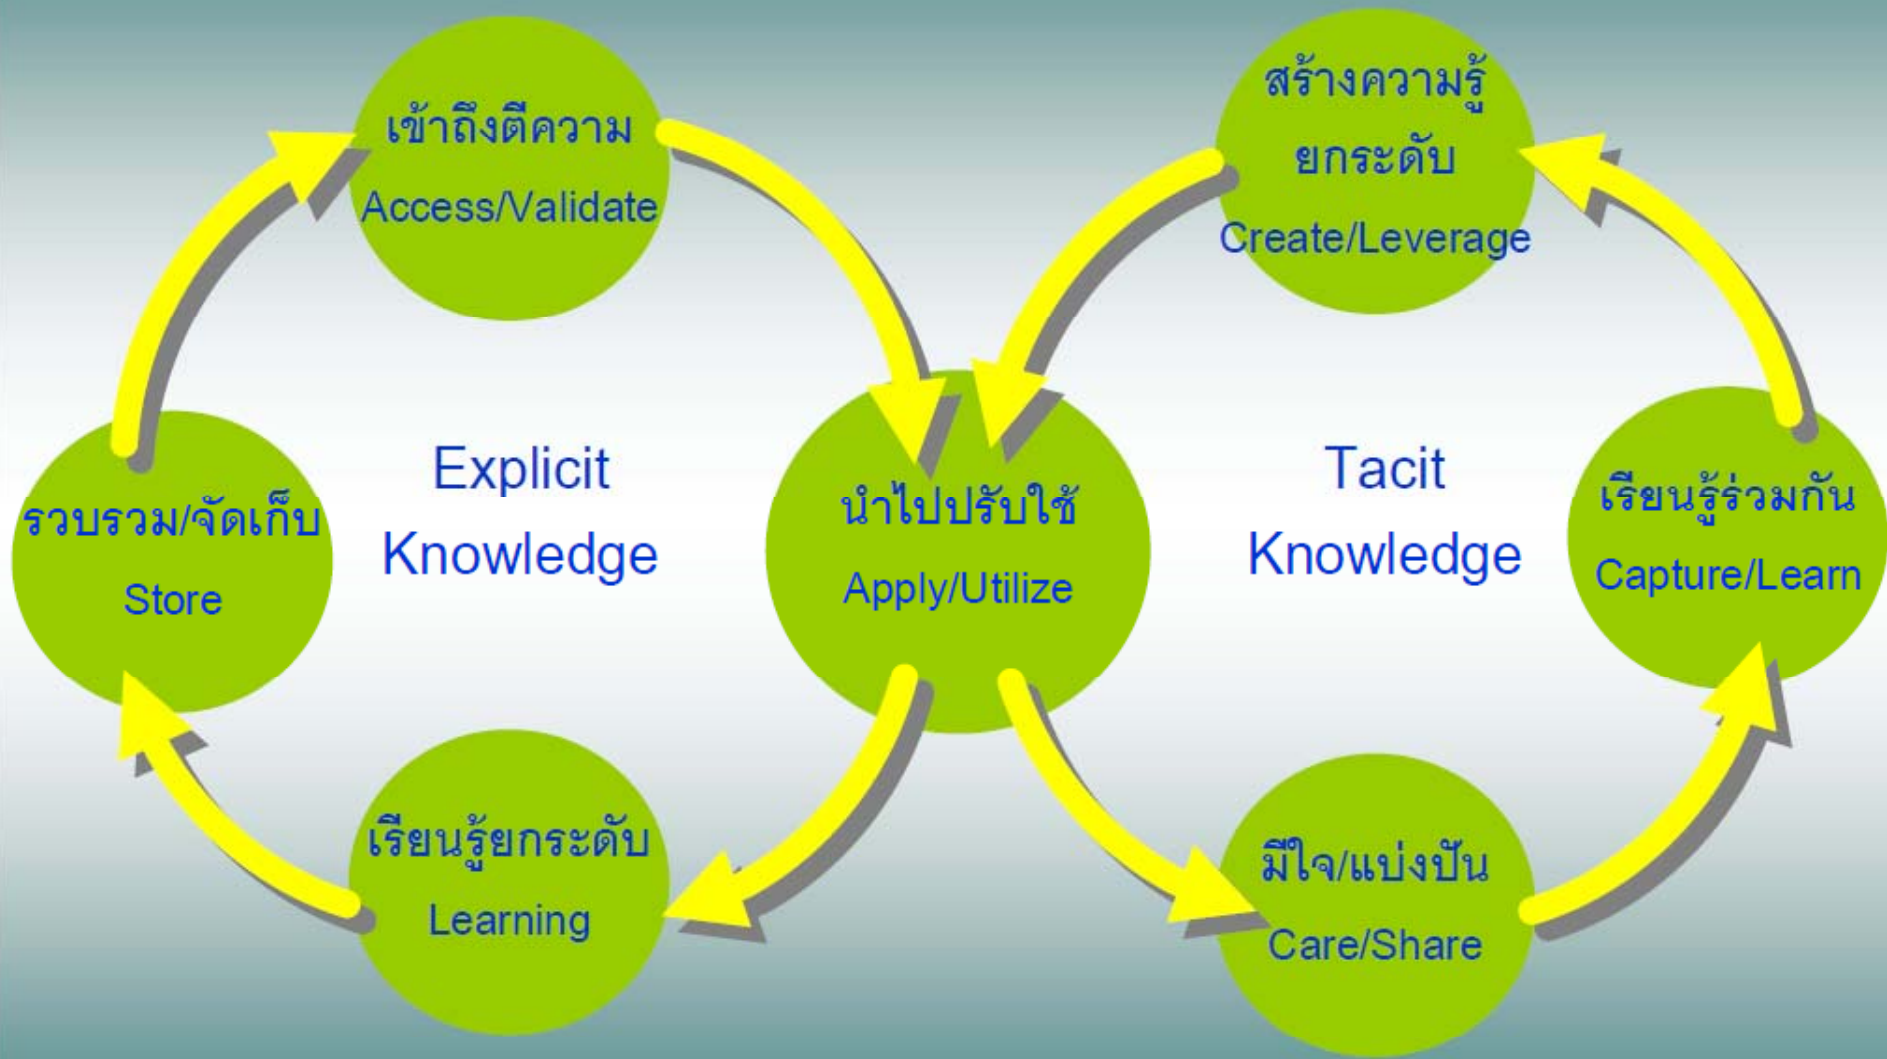 เข้าถึงตีความ
Access/Validate
สร้างความรู้
ยกระดับ
Create/Leverage
รวบรวม/จัดเก็บ
Store
Explicit
Knowledge
นำไปปรับใช้
Apply/Utilize
Tacit
Knowledge
เรียนรู้ร่วมกัน
Capture/Learn
เรียนรู้ยกระดับ
Learning
มีใจ/แบ่งปัน
Care/Share